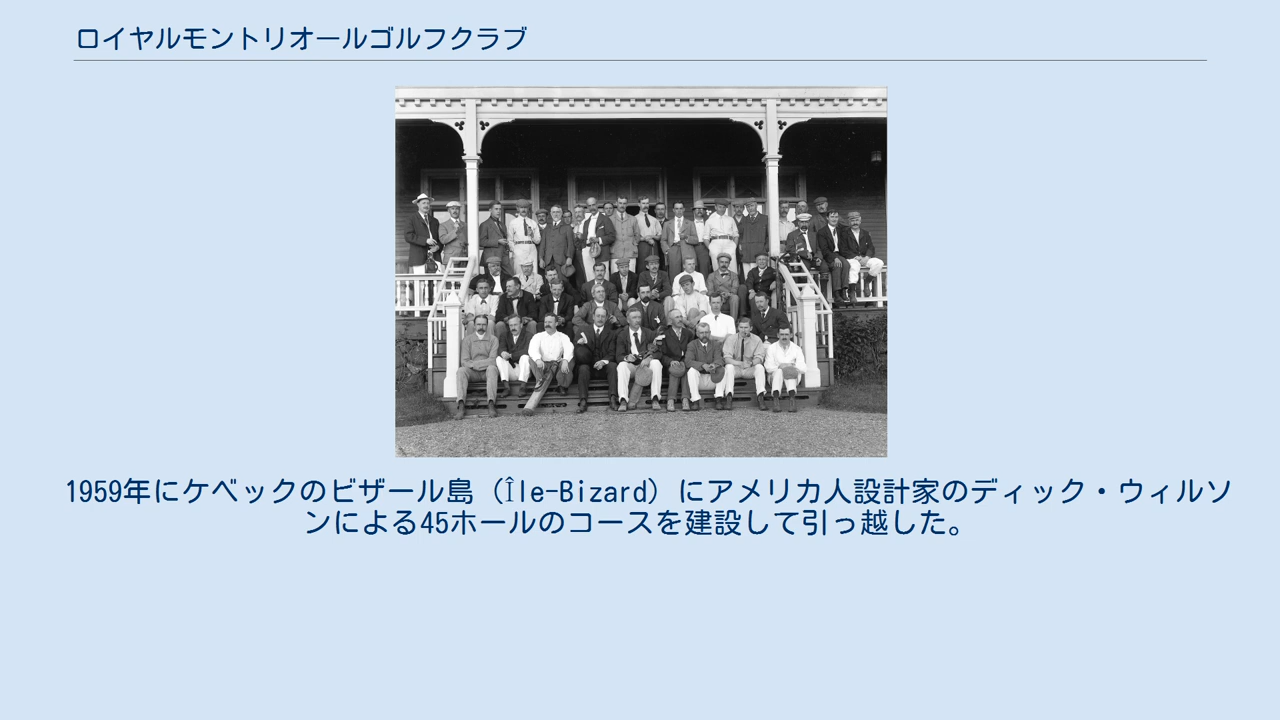 ロイヤルモントリオールゴルフクラブ
1959年にケベックのビザール島（Île-Bizard）にアメリカ人設計家のディック・ウィルソ
ンによる45ホールのコースを建設して引っ越した。